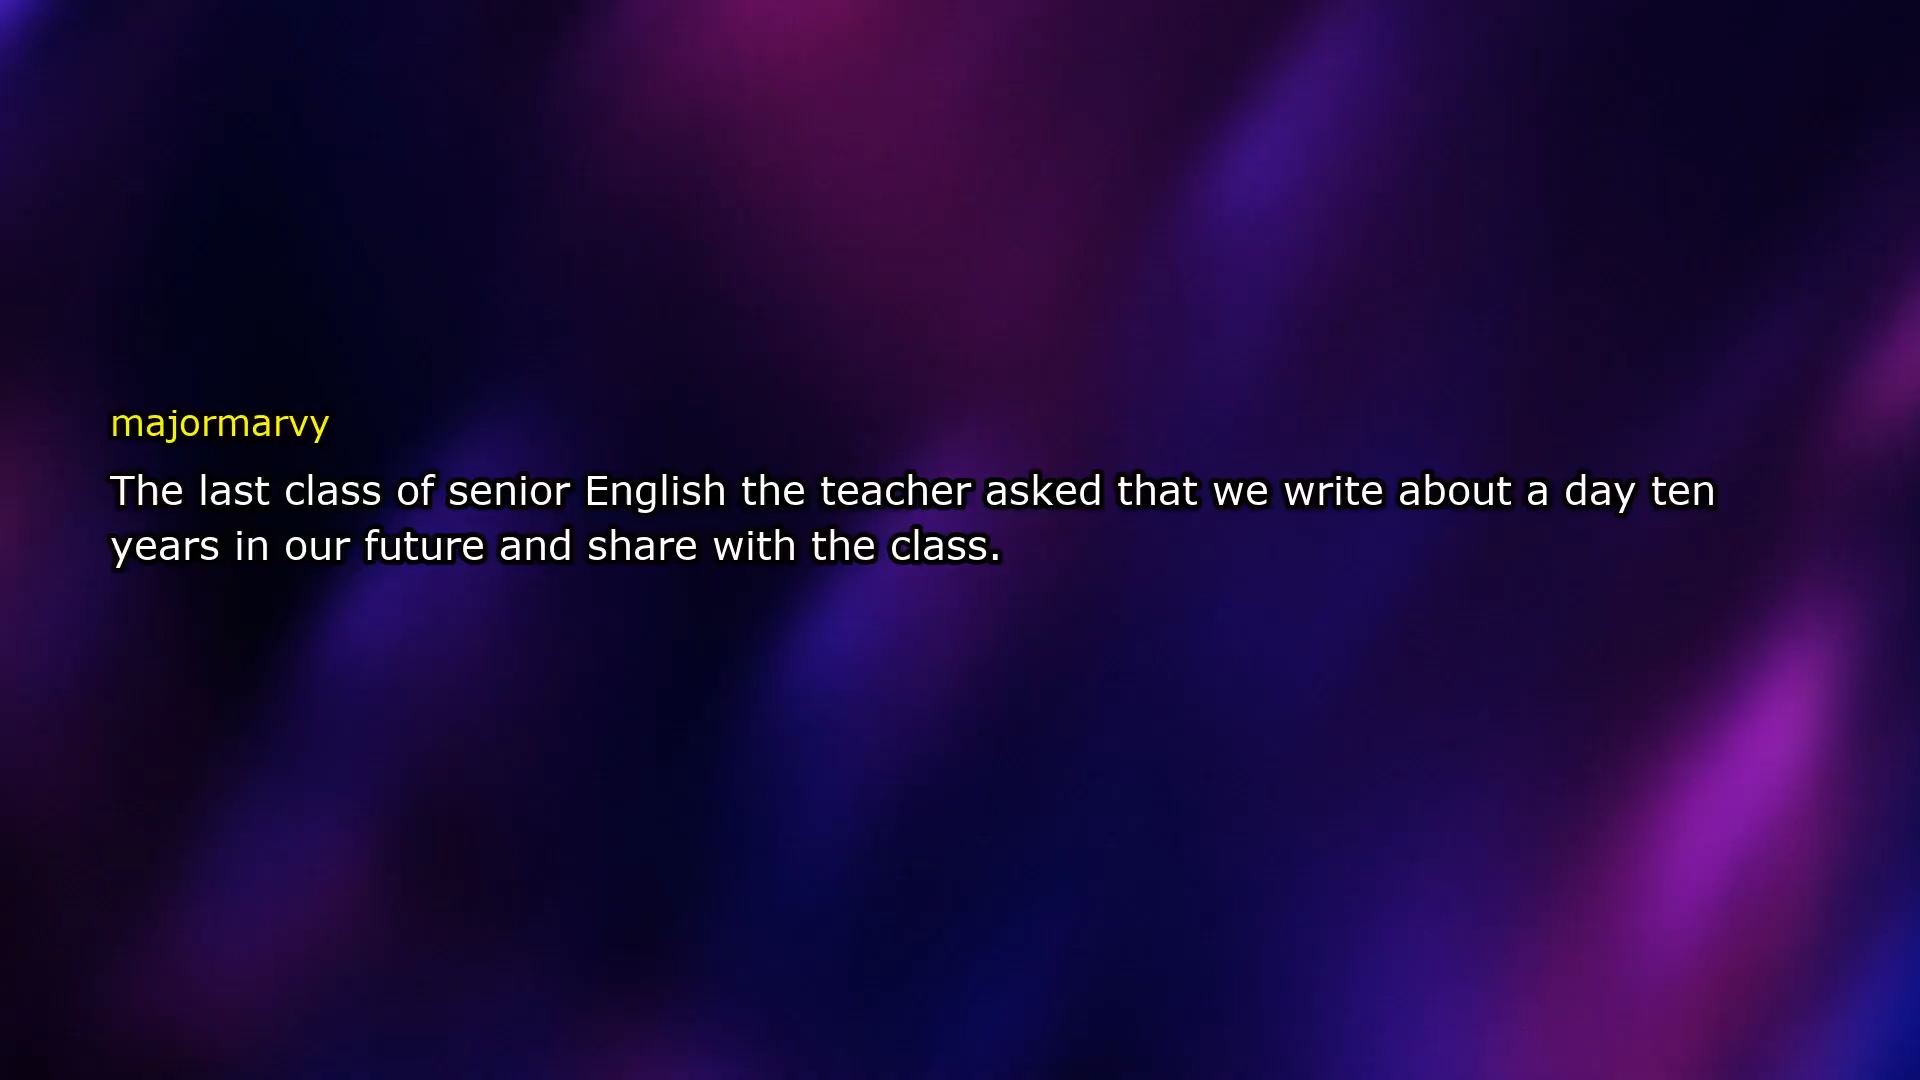 majormarvy
The last class of senior English the teacher asked that we write about a day ten
years in our future and share with the class.